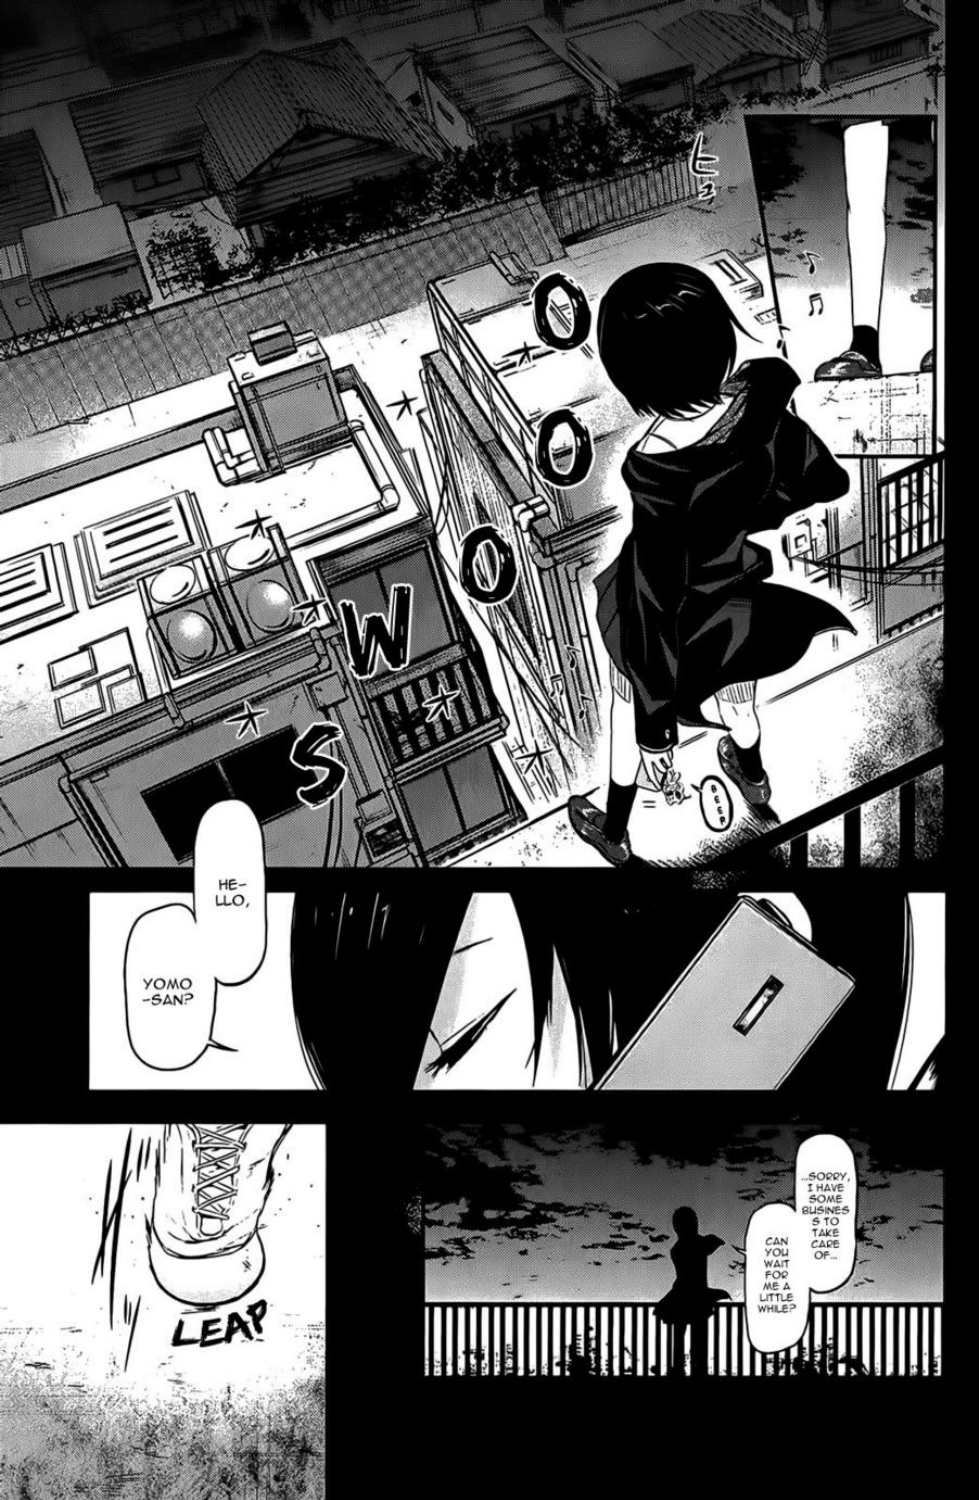 ヒュ
SWOOO
BEEP
HE-
LLO,
YOMO
-SAN?
...SORRY,
I HAVE
SOME
BUSINES
S TO
TAKE
CARE
OF...
CAN
YOU
WAIT
FOR
ME A
LITTLE
WHILE?
LEAP